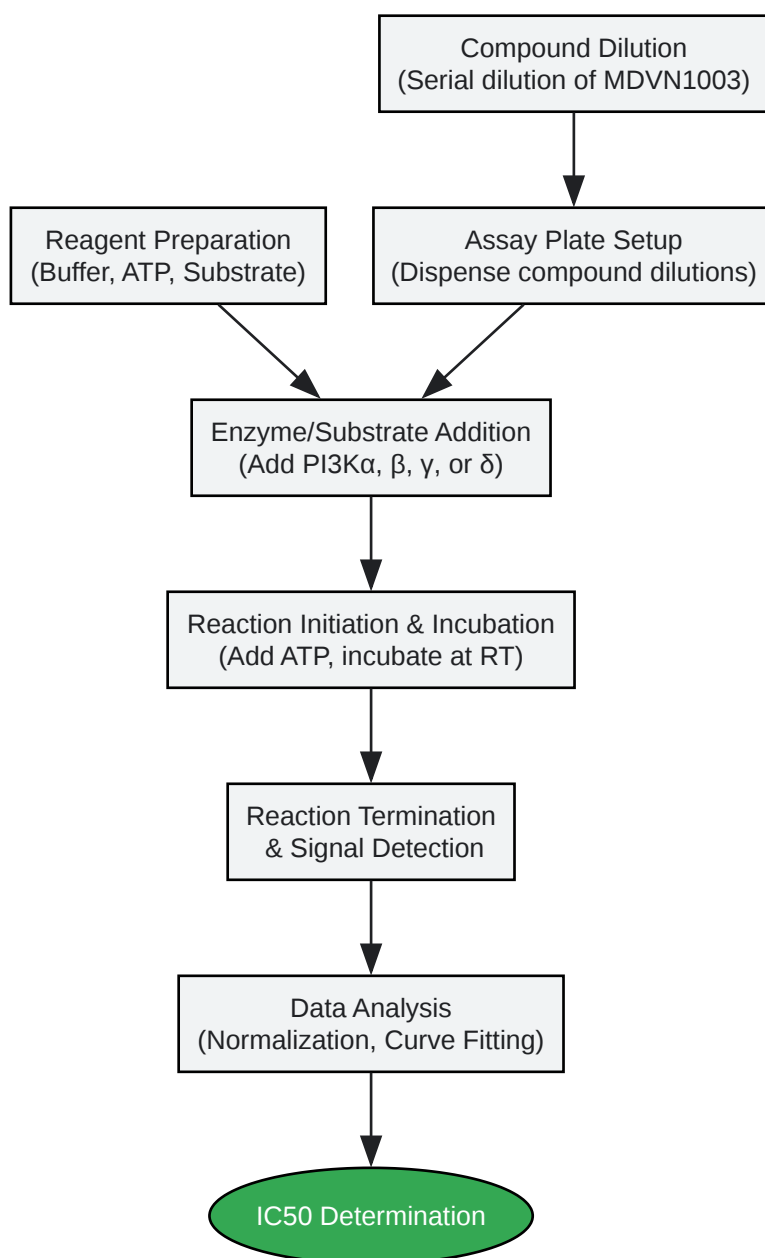 Compound Dilution
(Serial dilution of MDVN1003)
Reagent Preparation
(Buffer, ATP, Substrate)
Assay Plate Setup
(Dispense compound dilutions)
Enzyme/Substrate Addition
(Add PI3Kα, β, γ, or δ)
Reaction Initiation & Incubation
(Add ATP, incubate at RT)
Reaction Termination
& Signal Detection
Data Analysis
(Normalization, Curve Fitting)
IC50 Determination